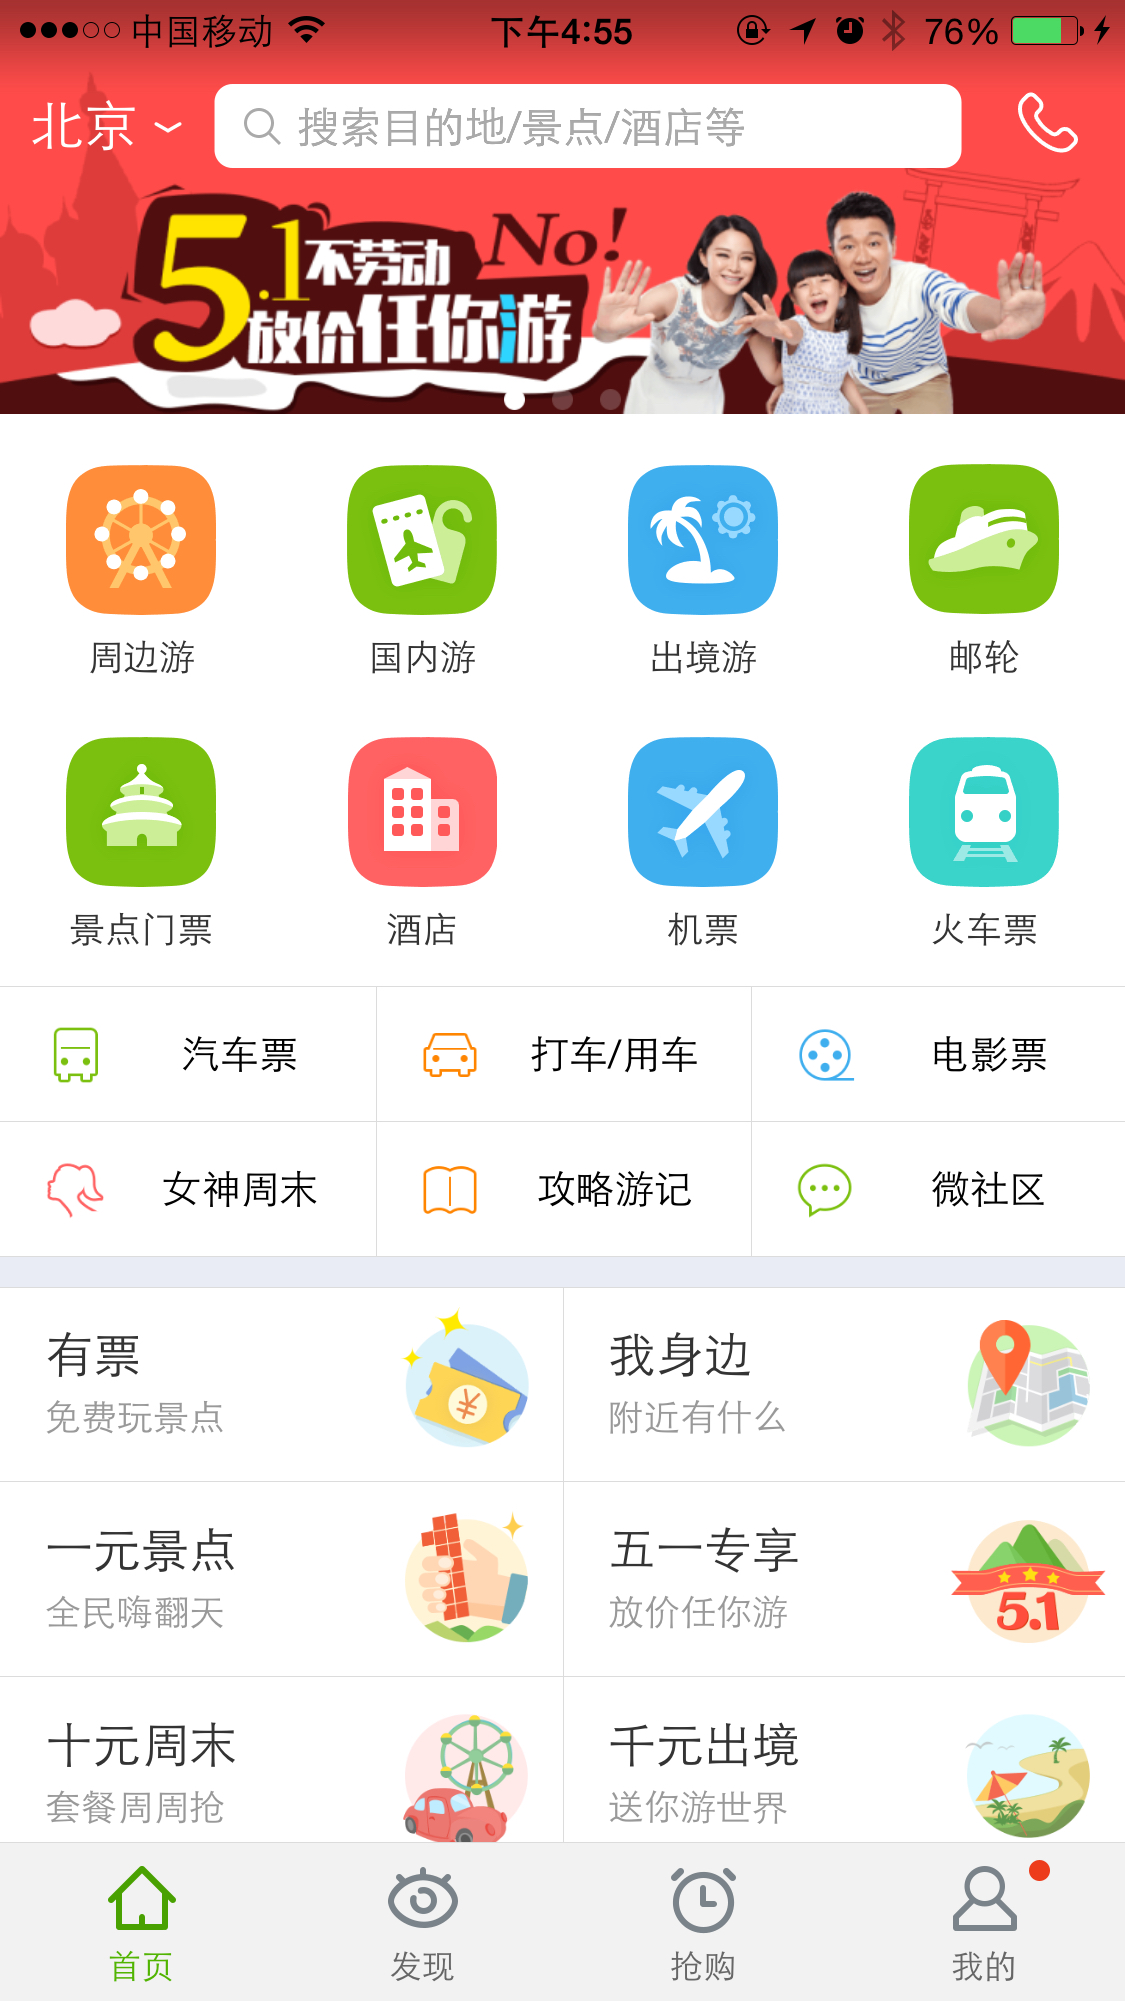 中国移动 下午4:55 76%
北京 搜索目的地/景点/酒店等
5.1不劳动 No!
放价任你游
周边游 国内游 出境游 邮轮
景点门票 酒店 机票 火车票
汽车票 打车/用车 电影票
女神周末 攻略游记 微社区
有票 我身边
免费玩景点 附近有什么
一元景点 五一专享
全民嗨翻天 放价任你游
5.1
十元周末 千元出境
套餐周周抢 送你游世界
首页 发现 抢购 我的